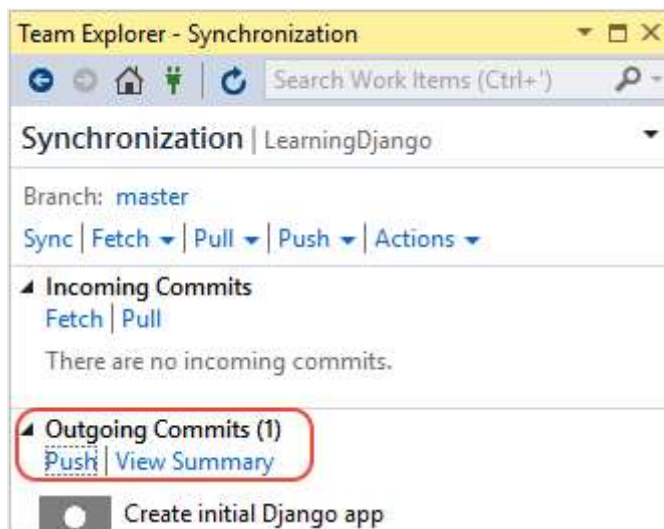 Team Explorer - Synchronization
Search Work Items (Ctrl+')
Synchronization | LearningDjango
Branch: master
Sync | Fetch | Pull | Push | Actions
Incoming Commits
Fetch | Pull
There are no incoming commits.
Outgoing Commits (1)
Push | View Summary
Create initial Django app